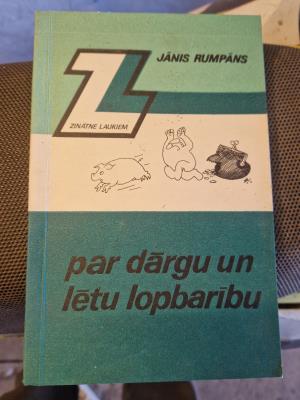 JĀNIS RUMPĀNS
ZINĀTNE LAUKIEM
par dārgu un
lētu lopbarību